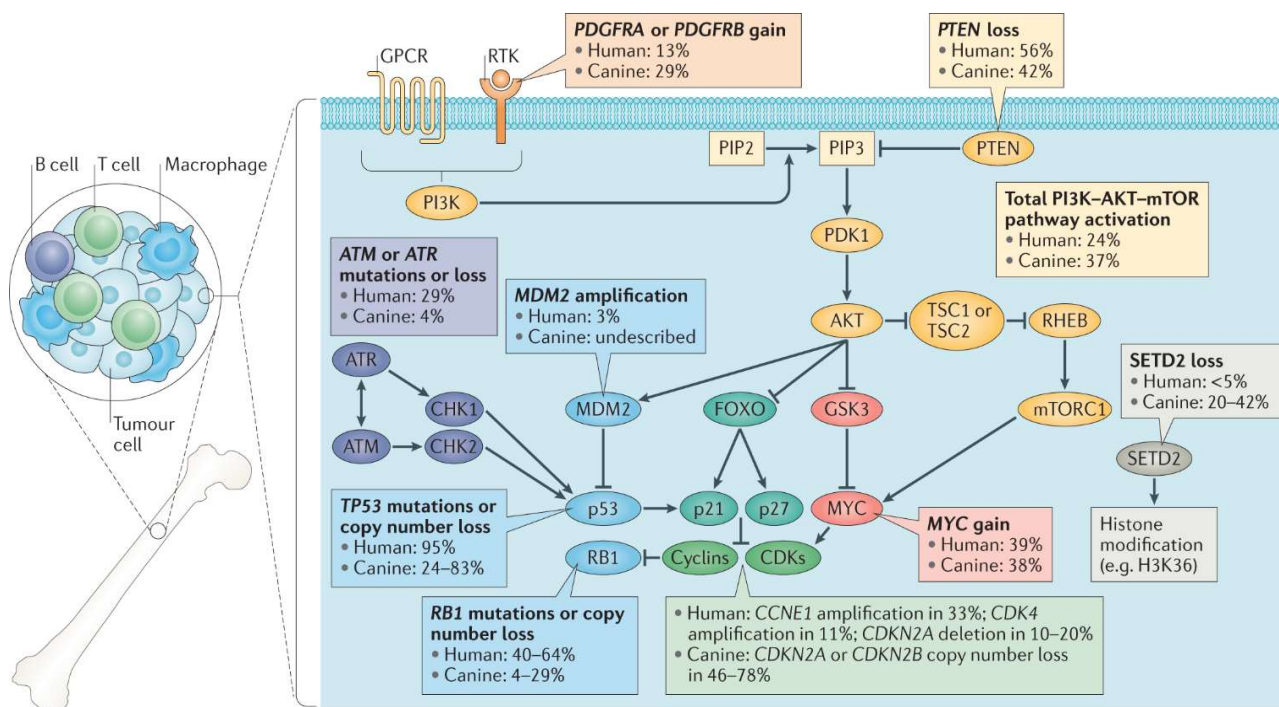 GPCR
RTK
PDGFRA or PDGFRB gain
• Human: 13%
• Canine: 29%
PTEN loss
• Human: 56%
• Canine: 42%
B cell
T cell
Macrophage
Tumour
cell
PI3K
PIP2
PIP3
PTEN
PDK1
Total PI3K–AKT–mTOR
pathway activation
• Human: 24%
• Canine: 37%
ATM or ATR
mutations or loss
• Human: 29%
• Canine: 4%
MDM2 amplification
• Human: 3%
• Canine: undescribed
AKT
TSC1 or
TSC2
RHEB
SETD2 loss
• Human: <5%
• Canine: 20–42%
ATR
CHK1
ATM
CHK2
MDM2
FOXO
GSK3
mTORC1
SETD2
TP53 mutations or
copy number loss
• Human: 95%
• Canine: 24–83%
p53
p21
p27
MYC
MYC gain
• Human: 39%
• Canine: 38%
Histone
modification
(e.g. H3K36)
RB1
Cyclins
CDKs
RB1 mutations or copy
number loss
• Human: 40–64%
• Canine: 4–29%
• Human: CCNE1 amplification in 33%; CDK4
amplification in 11%; CDKN2A deletion in 10–20%
• Canine: CDKN2A or CDKN2B copy number loss
in 46–78%